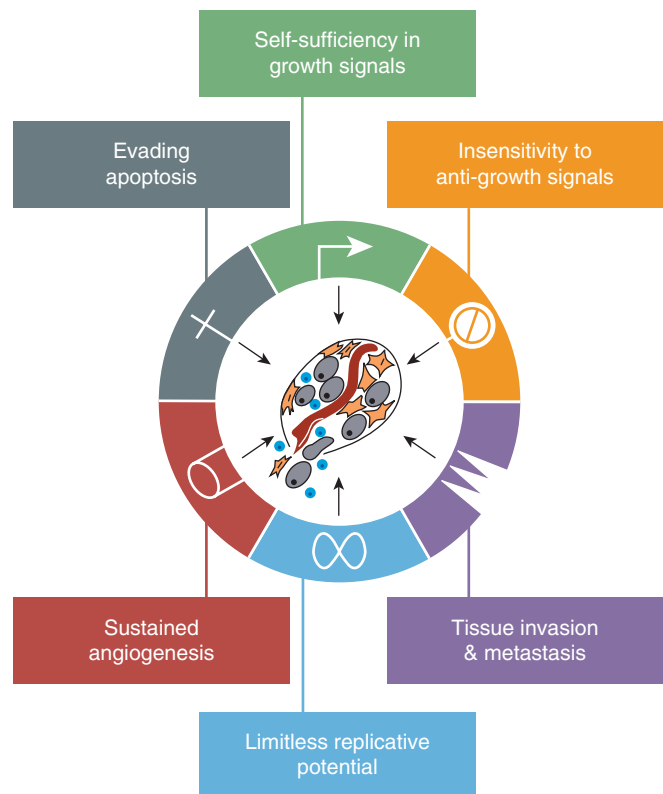 Self-sufficiency in
growth signals
Evading
apoptosis
Insensitivity to
anti-growth signals
Sustained
angiogenesis
Tissue invasion
& metastasis
Limitless replicative
potential